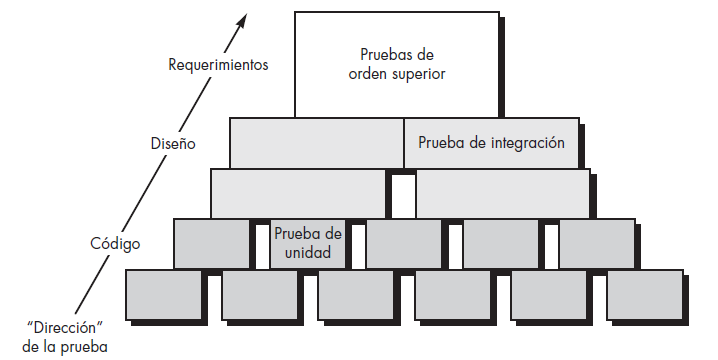 Pruebas de
orden superior
Requerimientos
Diseño
Prueba de integración
Código
Prueba de
unidad
“Dirección”
de la prueba